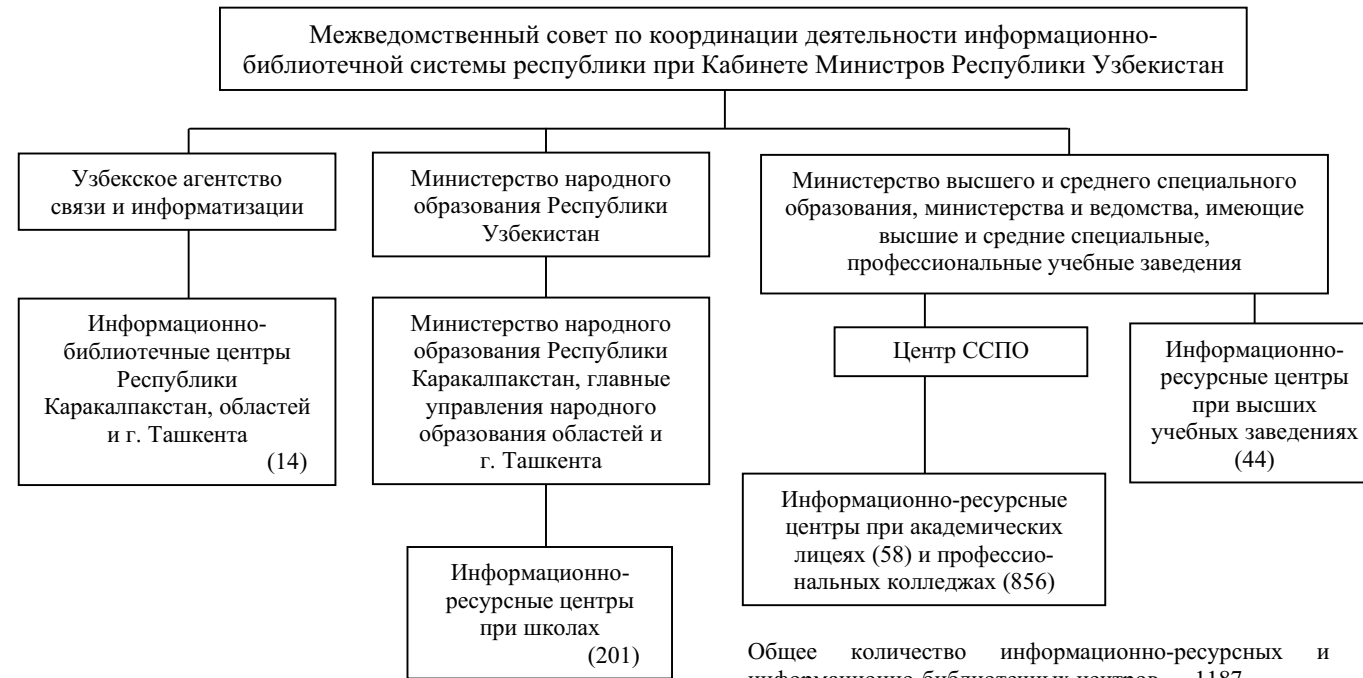 Межведомственный совет по координации деятельности информационно-
библиотечной системы республики при Кабинете Министров Республики Узбекистан
Узбекское агентство
связи и информатизации
Министерство народного
образования Республики
Узбекистан
Министерство высшего и среднего специального
образования, министерства и ведомства, имеющие
высшие и средние специальные,
профессиональные учебные заведения
Информационно-
библиотечные центры
Республики
Каракалпакстан, областей
и г. Ташкента
(14)
Министерство народного
образования Республики
Каракалпакстан, главные
управления народного
образования областей и
г. Ташкента
Центр ССПО
Информационно-
ресурсные центры
при высших
учебных заведениях
(44)
Информационно-ресурсные
центры при академических
лицеях (58) и профессио-
нальных колледжах (856)
Информационно-
ресурсные центры
при школах
(201)
Общее количество информационно-ресурсных и
информационно-библиотечных центров — 1187